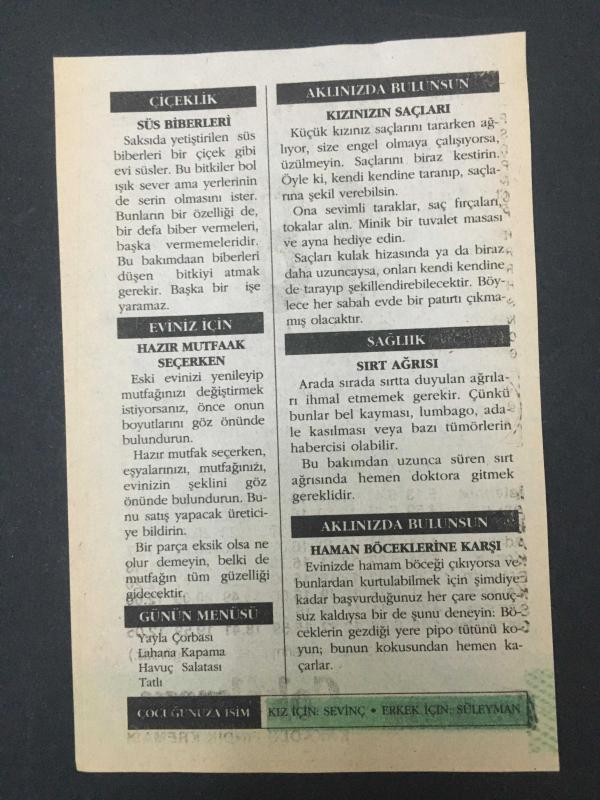 ÇİÇEKLİK
SÜS BİBERLERİ
Saksıda yetiştirilen süs
biberleri bir çiçek gibi
evi süsler. Bu bitkiler bol
ışık sever ama yerlerinin
de serin olmasını ister.
Bunların bir özelliği de,
bir defa biber vermeleri,
başka vermemeleridir.
Bu bakımdaan biberleri
düşen bitkiyi atmak
gerekir. Başka bir işe
yaramaz.
EVİNİZ İÇİN
HAZIR MUTFAAK
SEÇERKEN
Eski evinizi yenileyip
mutfağınızı değiştirmek
istiyorsanız, önce onun
boyutlarını göz önünde
bulundurun.
Hazır mutfak seçerken,
eşyalarınızı, mutfağınızı,
evinizin şeklini göz
önünde bulundurun. Bu-
nu satış yapacak üretici-
ye bildirin.
Bir parça eksik olsa ne
olur demeyin, belki de
mutfağın tüm güzelliği
gidecektir.
GÜNÜN MENÜSÜ
Yayla Çorbası
Lahana Kapama
Havuç Salatası
Tatlı
AKLINIZDA BULUNSUN
KIZINIZIN SAÇLARI
Küçük kızınız saçlarını tararken ağ-
lıyor, size engel olmaya çalışıyorsa,
üzülmeyin. Saçlarını biraz kestirin.
Öyle ki, kendi kendine taranıp, saçla-
rına şekil verebilsin.
Ona sevimli taraklar, saç fırçaları,
tokalar alın. Minik bir tuvalet masası
ve ayna hediye edin.
Saçları kulak hizasında ya da biraz
daha uzuncaysa, onları kendi kendine
de tarayıp şekillendirebilecektir. Böy-
lece her sabah evde bir patırtı çıkma-
mış olacaktır.
SAĞLIIK
SIRT AĞRISI
Arada sırada sırtta duyulan ağrıla-
rı ihmal etmemek gerekir. Çünkü
bunlar bel kayması, lumbago, ada-
le kasılması veya bazı tümörlerin
habercisi olabilir.
Bu bakımdan uzunca süren sırt
ağrısında hemen doktora gitmek
gereklidir.
AKLINIZDA BULUNSUN
HAMAN BÖCEKLERİNE KARŞI
Evinizde hamam böceği çıkıyorsa ve
bunlardan kurtulabilmek için şimdiye
kadar başvurduğunuz her çare sonuç-
suz kaldıysa bir de şunu deneyin: Bö-
ceklerin gezdiği yere pipo tütünü ko-
yun; bunun kokusundan hemen ka-
çarlar.
ÇOCUĞUNUZA İSİM
KIZ İÇİN: SEVİNÇ • ERKEK İÇİN: SÜLEYMAN